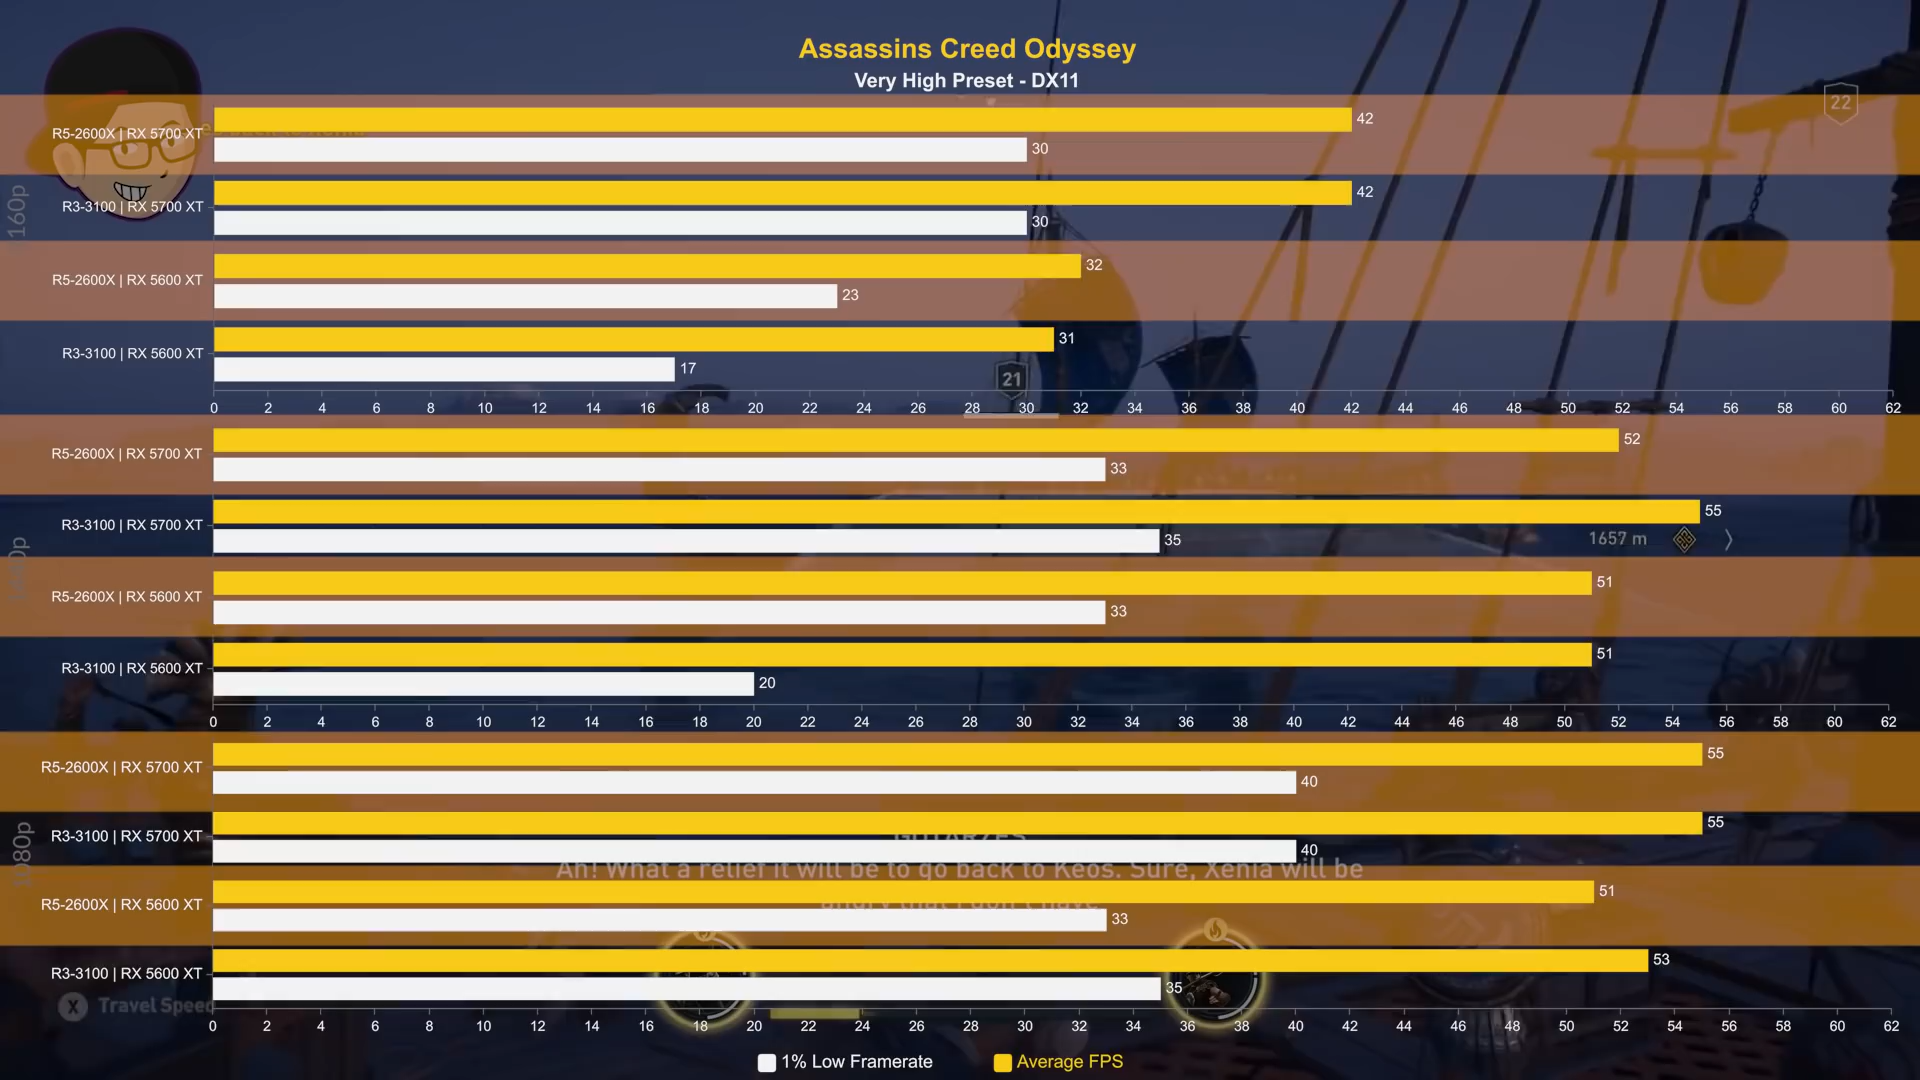 Assassins Creed Odyssey
Very High Preset - DX11
22
R5-2600X | RX 5700 XT
42
30
R3-3100 | RX 5700 XT
42
30
R5-2600X | RX 5600 XT
32
23
R3-3100 | RX 5600 XT
31
17
21
0 2 4 6 8 10 12 14 16 18 20 22 24 26 28 30 32 34 36 38 40 42 44 46 48 50 52 54 56 58 60 62
R5-2600X | RX 5700 XT
52
33
R3-3100 | RX 5700 XT
55
35
1657 m
R5-2600X | RX 5600 XT
51
33
R3-3100 | RX 5600 XT
51
20
0 2 4 6 8 10 12 14 16 18 20 22 24 26 28 30 32 34 36 38 40 42 44 46 48 50 52 54 56 58 60 62
1080p
R5-2600X | RX 5700 XT
55
40
R3-3100 | RX 5700 XT
55
40
Ah! What a relief it will be to go back to Keos. Sure, Xenia will be
R5-2600X | RX 5600 XT
51
33
R3-3100 | RX 5600 XT
53
35
X Travel Speed
0 2 4 6 8 10 12 14 16 18 20 22 24 26 28 30 32 34 36 38 40 42 44 46 48 50 52 54 56 58 60 62
1% Low Framerate Average FPS